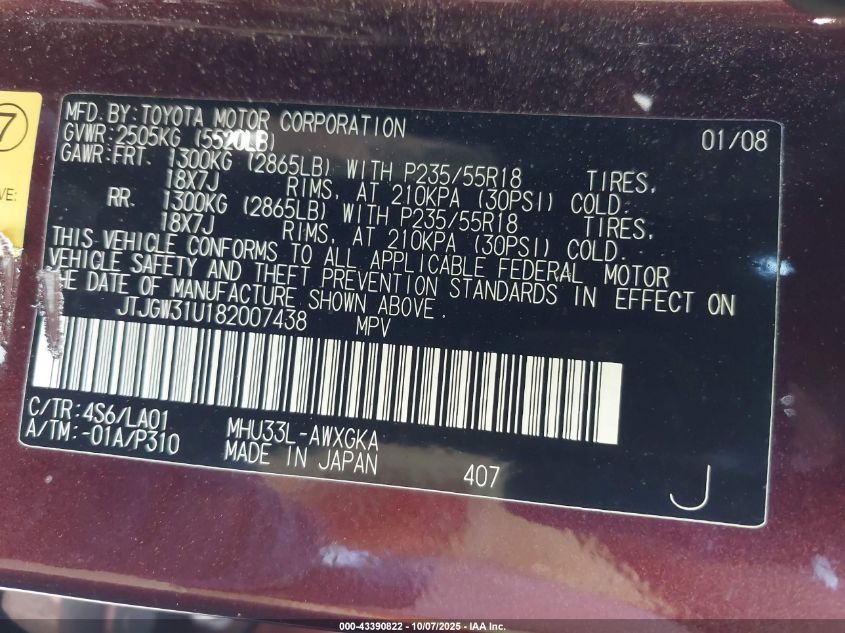 7
VE:
MFD. BY: TOYOTA MOTOR CORPORATION 01/08
GVWR: 2505KG (5520LB)
GAWR: FRT. 1300KG (2865LB) WITH P235/55R18 TIRES,
18X7J RIMS, AT 210KPA (30PSI) COLD.
RR. 1300KG (2865LB) WITH P235/55R18 TIRES,
18X7J RIMS, AT 210KPA (30PSI) COLD.
THIS VEHICLE CONFORMS TO ALL APPLICABLE FEDERAL MOTOR
VEHICLE SAFETY AND THEFT PREVENTION STANDARDS IN EFFECT ON
THE DATE OF MANUFACTURE SHOWN ABOVE.
JTJGW31U182007438 MPV
C/TR: 4S6/LA01
A/TM: -01A/P310
MHU33L-AWXGKA
MADE IN JAPAN
407
J
000-43390822 - 10/07/2025 - IAA Inc.